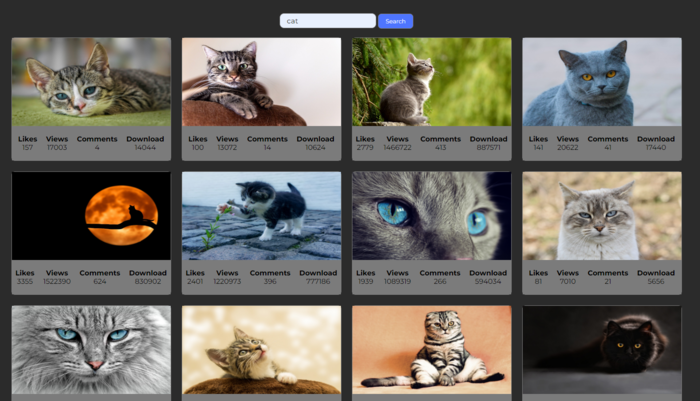 cat Search
Likes Views Comments Download Likes Views Comments Download Likes Views Comments Download Likes Views Comments Download
157 17003 4 14044 100 13072 14 10624 2779 1466722 413 887571 141 20622 41 17440
Likes Views Comments Download Likes Views Comments Download Likes Views Comments Download Likes Views Comments Download
3355 1522390 624 830902 2401 1220973 396 777186 1939 1089319 266 594034 81 7010 21 5656